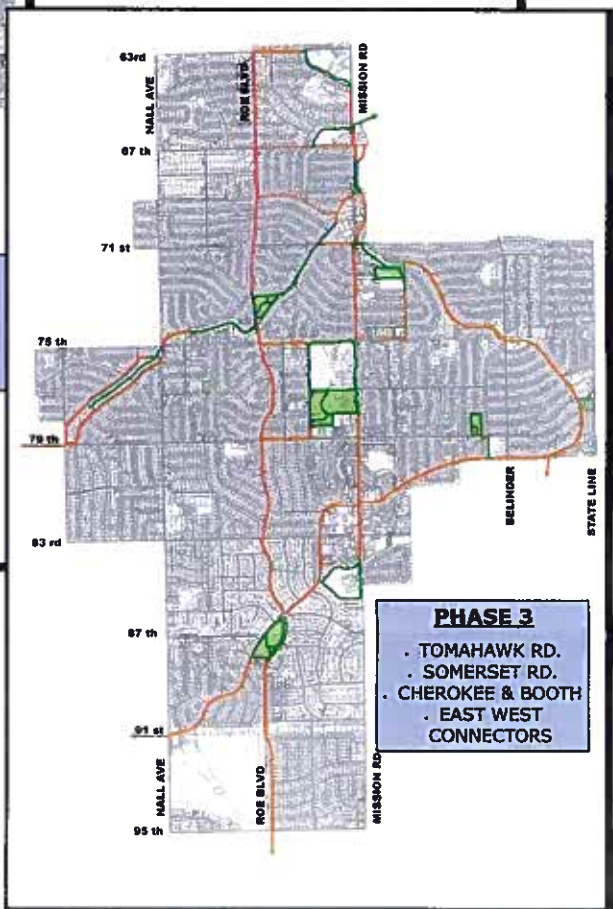 63rd
NALL AVE
ROE BLVD
MISSION RD
67 th
71 st
75 th
79 th
83 rd
BELINDER
STATE LINE
87 th
91 st
NALL AVE
ROE BLVD
MISSION RD
95 th
PHASE 3
. TOMAHAWK RD.
. SOMERSET RD.
. CHEROKEE & BOOTH
. EAST WEST
CONNECTORS